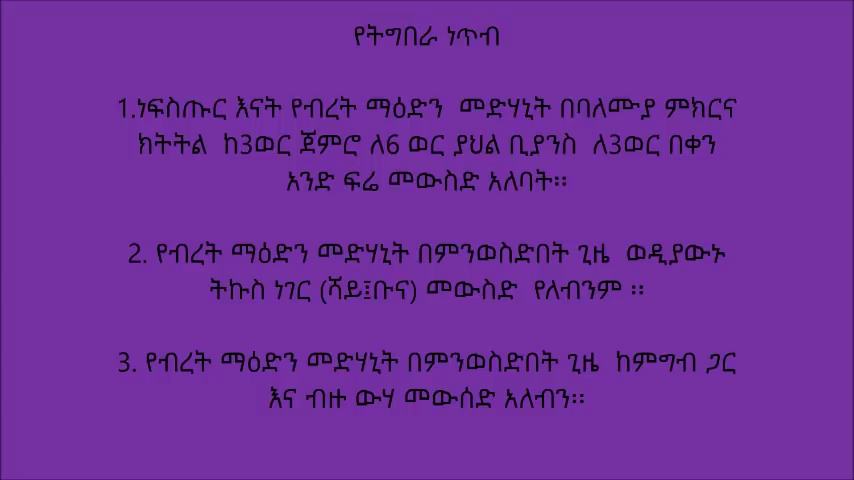 የትግበራ ነጥብ
1.ነፍስጡር እናት የብረት ማዕድን መድሃኒት በባለሙያ ምክርና
ክትትል ከ3ወር ጀምሮ ለ6 ወር ያህል ቢያንስ ለ3ወር በቀን
አንድ ፍሬ መውስድ አለባት፡፡
2. የብረት ማዕድን መድሃኒት በምንወስድበት ጊዜ ወዲያውኑ
ትኩስ ነገር (ሻይ፤ቡና) መውስድ የለብንም ፡፡
3. የብረት ማዕድን መድሃኒት በምንወስድበት ጊዜ ከምግብ ጋር
እና ብዙ ውሃ መውሰድ አለብን፡፡